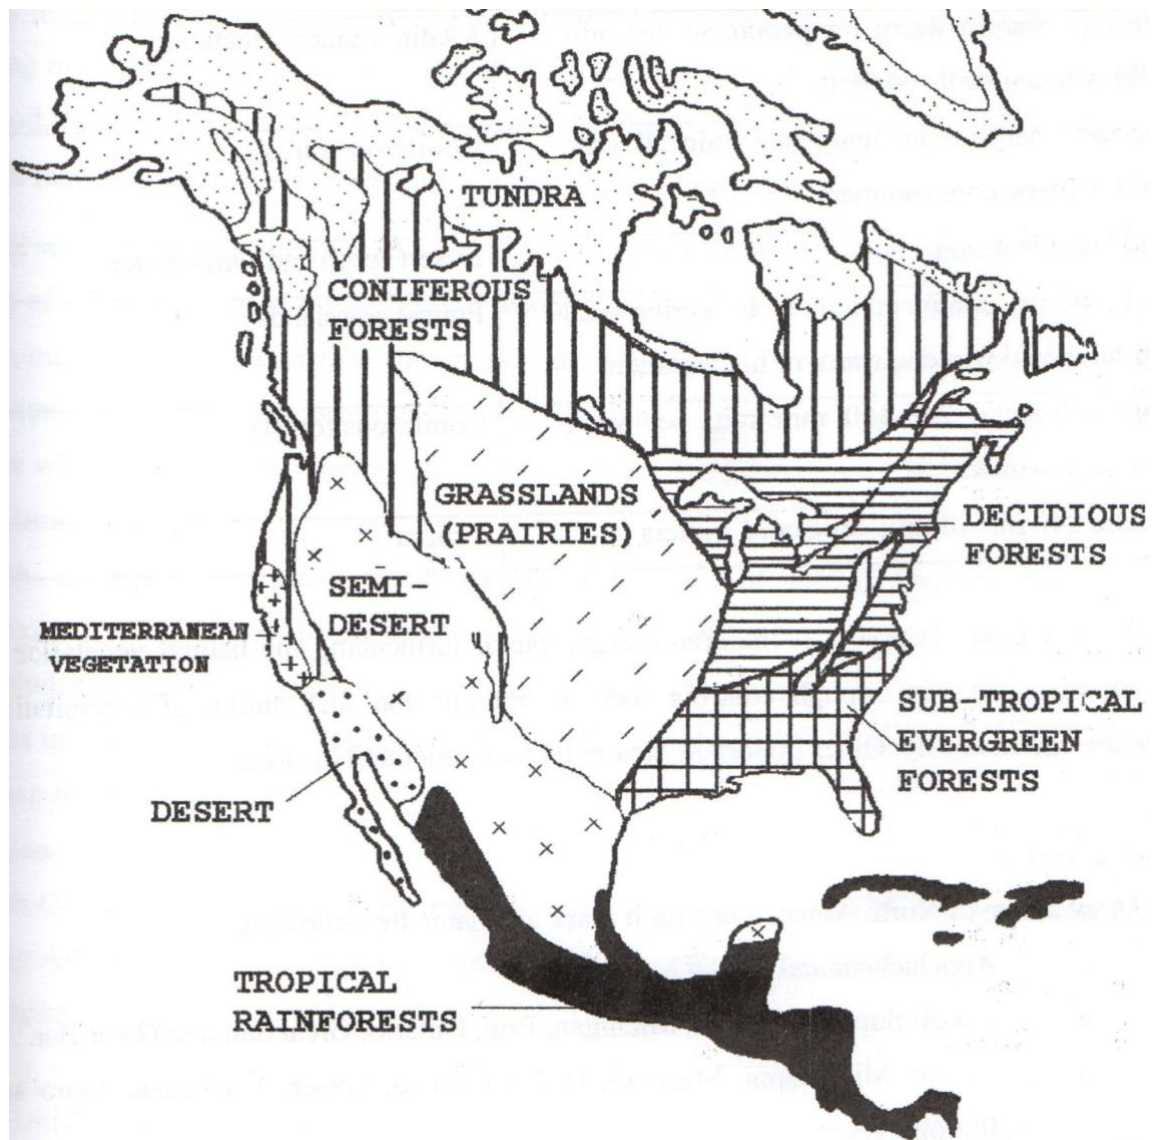 TUNDRA
CONIFEROUS
FORESTS
GRASSLANDS
(PRAIRIES)
DECIDIOUS
FORESTS
SEMI-
DESERT
MEDITERRANEAN
VEGETATION
SUB-TROPICAL
EVERGREEN
FORESTS
DESERT
TROPICAL
RAINFORESTS